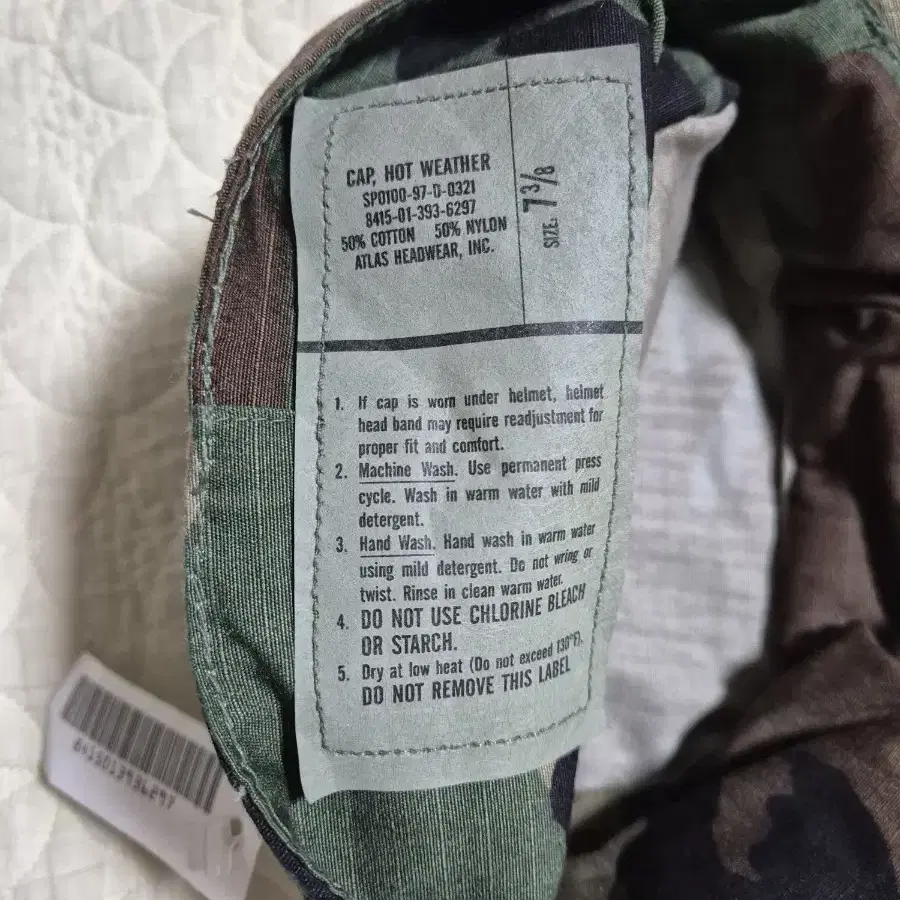 CAP, HOT WEATHER
SPO100-97-D-0321
8415-01-393-6297
50% COTTON 50% NYLON
ATLAS HEADWEAR, INC.
SIZE: 7 3/8
1. If cap is worn under helmet, helmet
head band may require readjustment for
proper fit and comfort.
2. Machine Wash. Use permanent press
cycle. Wash in warm water with mild
detergent.
3. Hand Wash. Hand wash in warm water
using mild detergent. Do not wring or
twist. Rinse in clean warm water.
4. DO NOT USE CHLORINE BLEACH
OR STARCH.
5. Dry at low heat (Do not exceed 130°F).
DO NOT REMOVE THIS LABEL
8415013936297